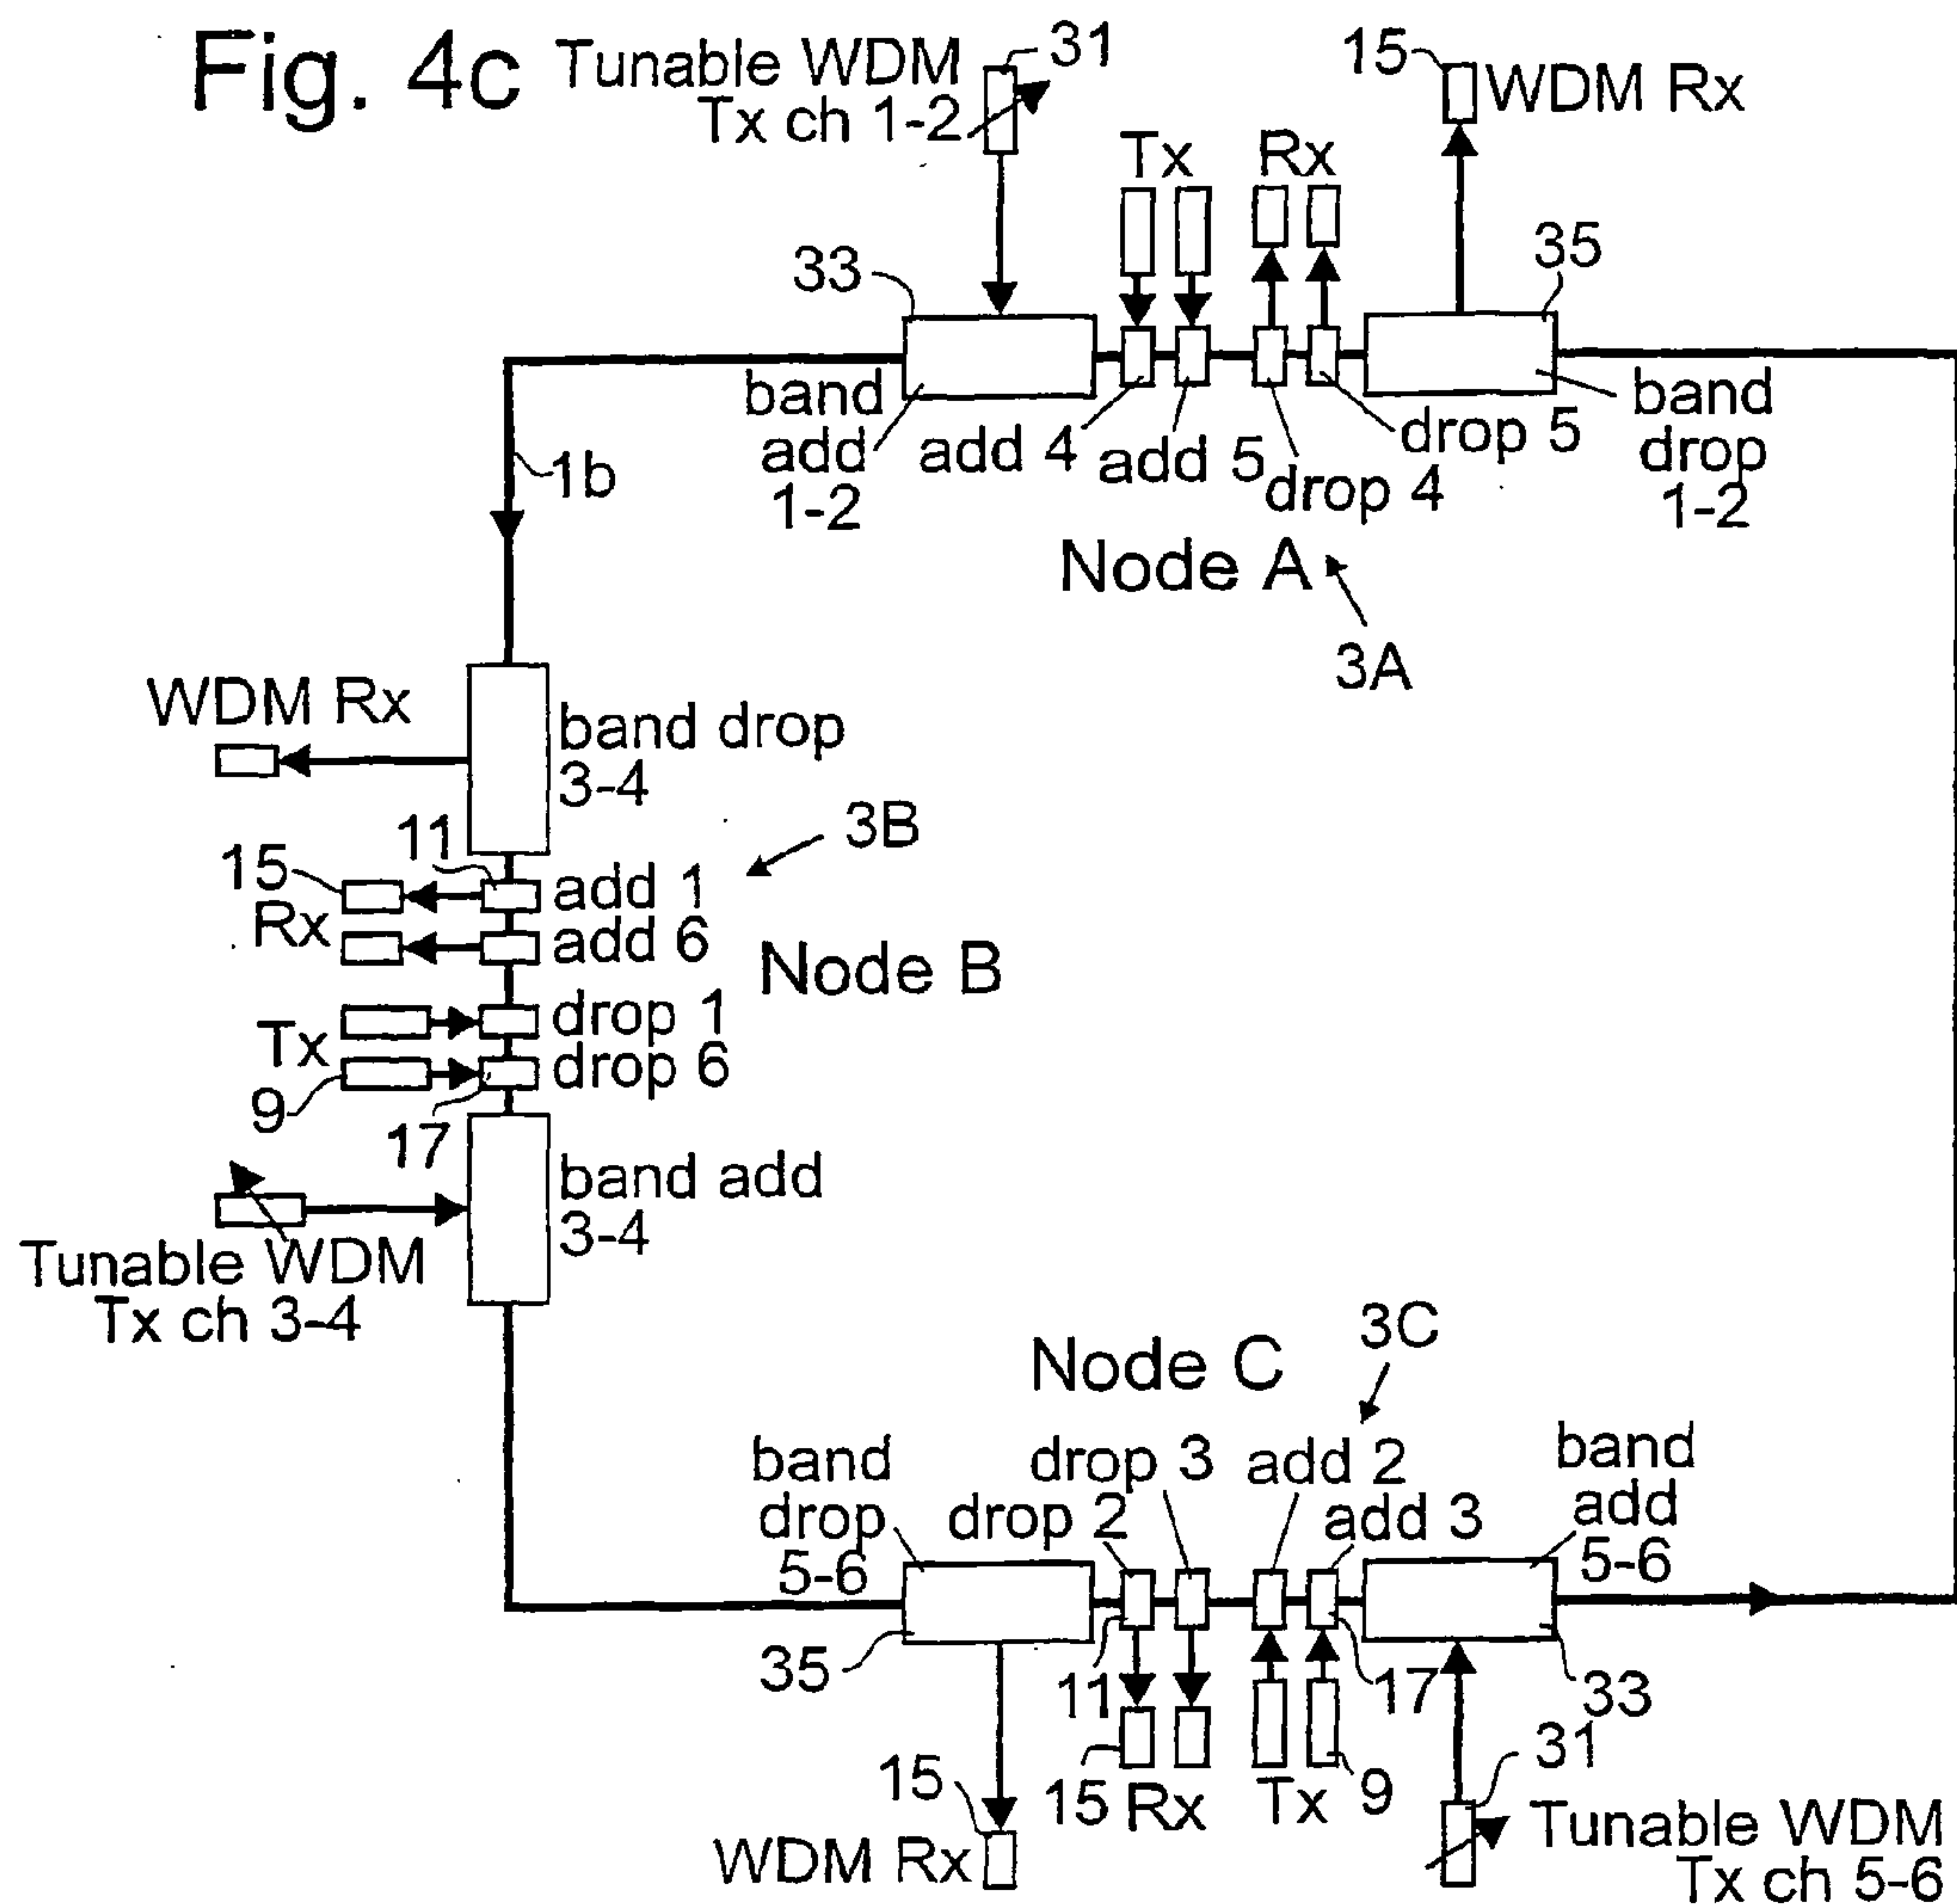 Fig. 4c
Tunable WDM
Tx ch 1-2
31
15
WDM Rx
Tx
Rx
33
35
band
add
1-2
add 4
add 5
drop 4
drop 5
band
drop
1-2
1b
Node A
3A
WDM Rx
band drop
3-4
3B
11
15
Rx
add 1
add 6
Node B
Tx
drop 1
drop 6
9
17
band add
3-4
Tunable WDM
Tx ch 3-4
Node C
3C
band
drop
5-6
drop 2
drop 3
add 2
add 3
band
add
5-6
35
11
17
33
15
15
Rx
Tx
9
31
WDM Rx
Tunable WDM
Tx ch 5-6